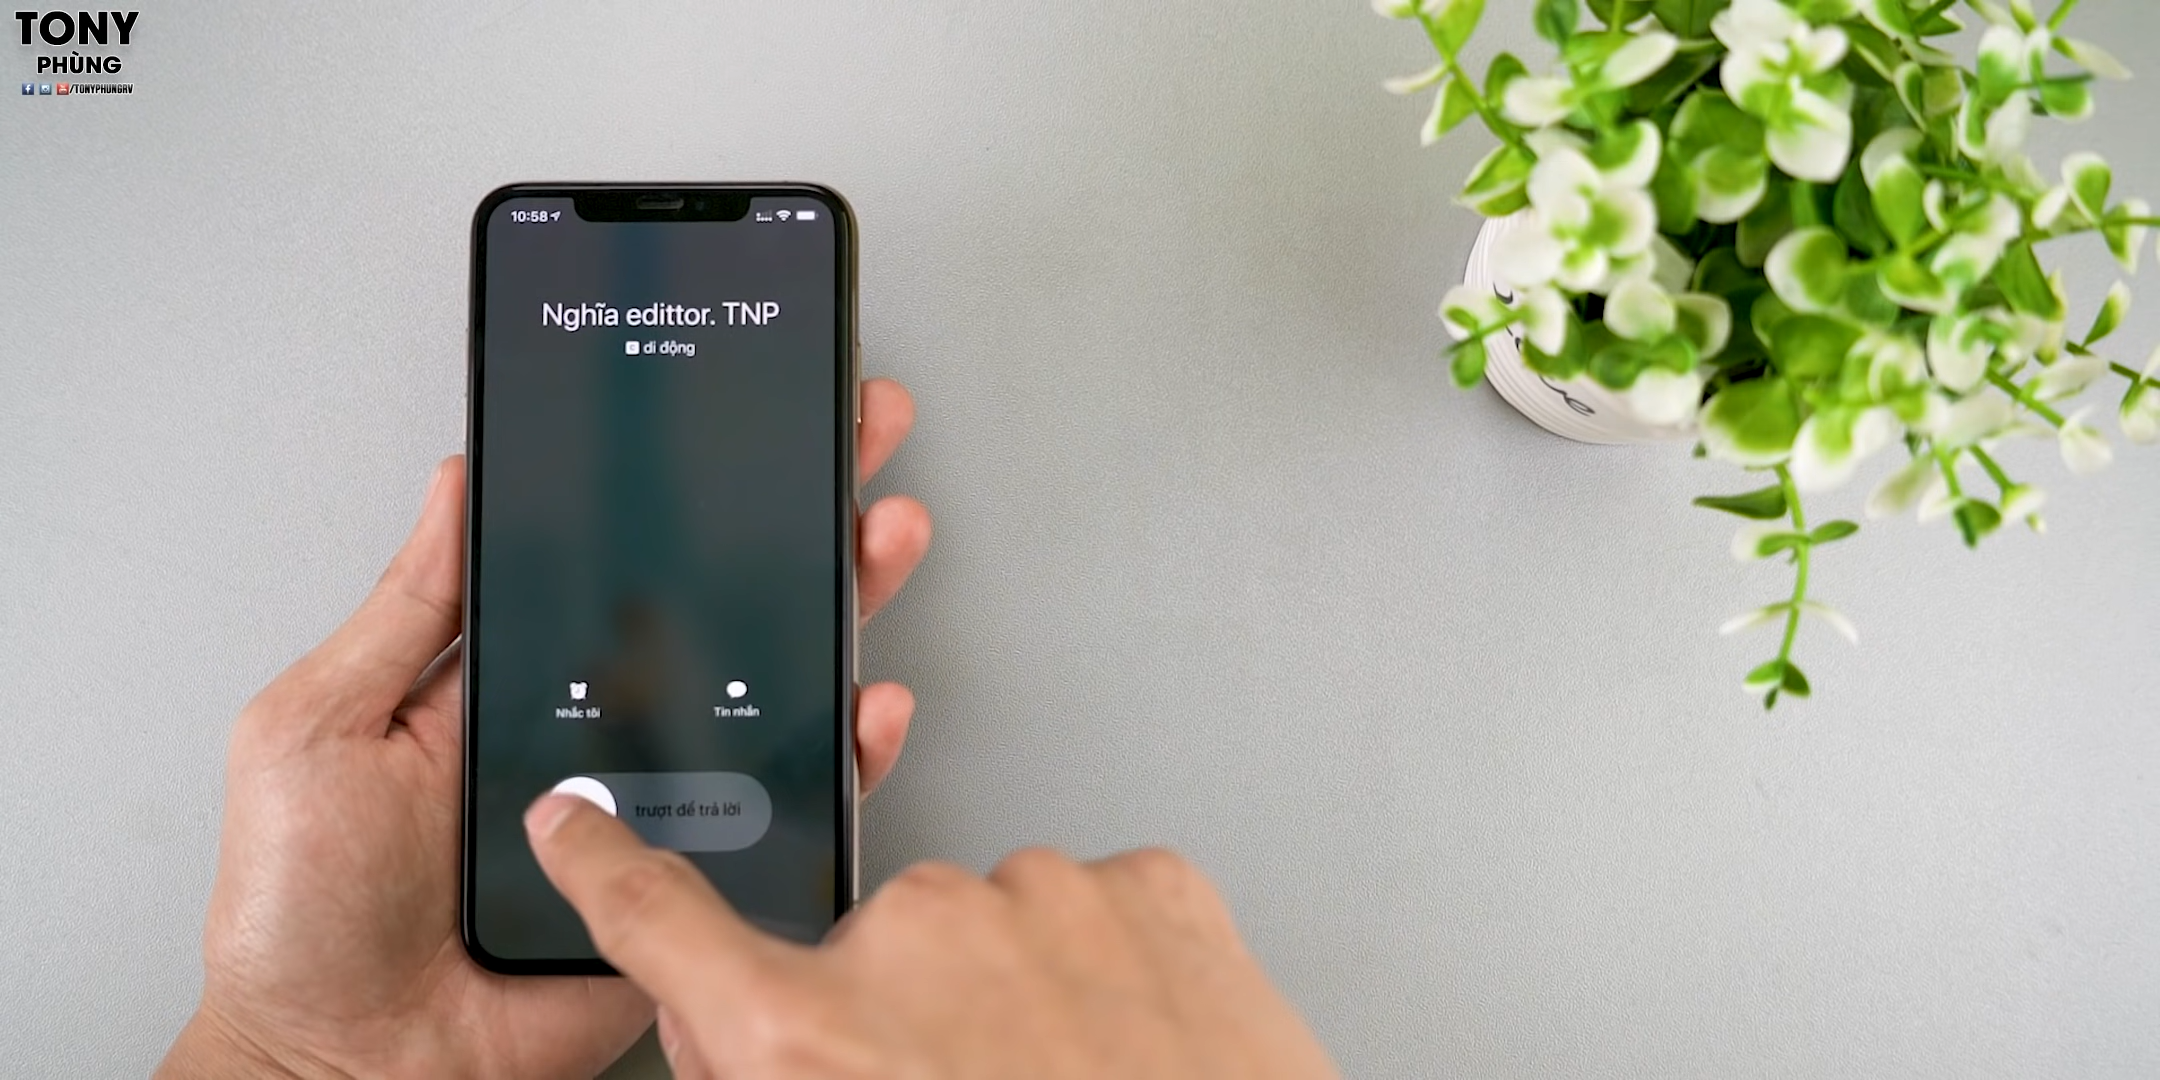 TONY
PHÙNG
/TONYPHUNGRV
10:58
Nghĩa edittor. TNP
C di động
Nhắc tôi
Tin nhắn
trượt để trả lời